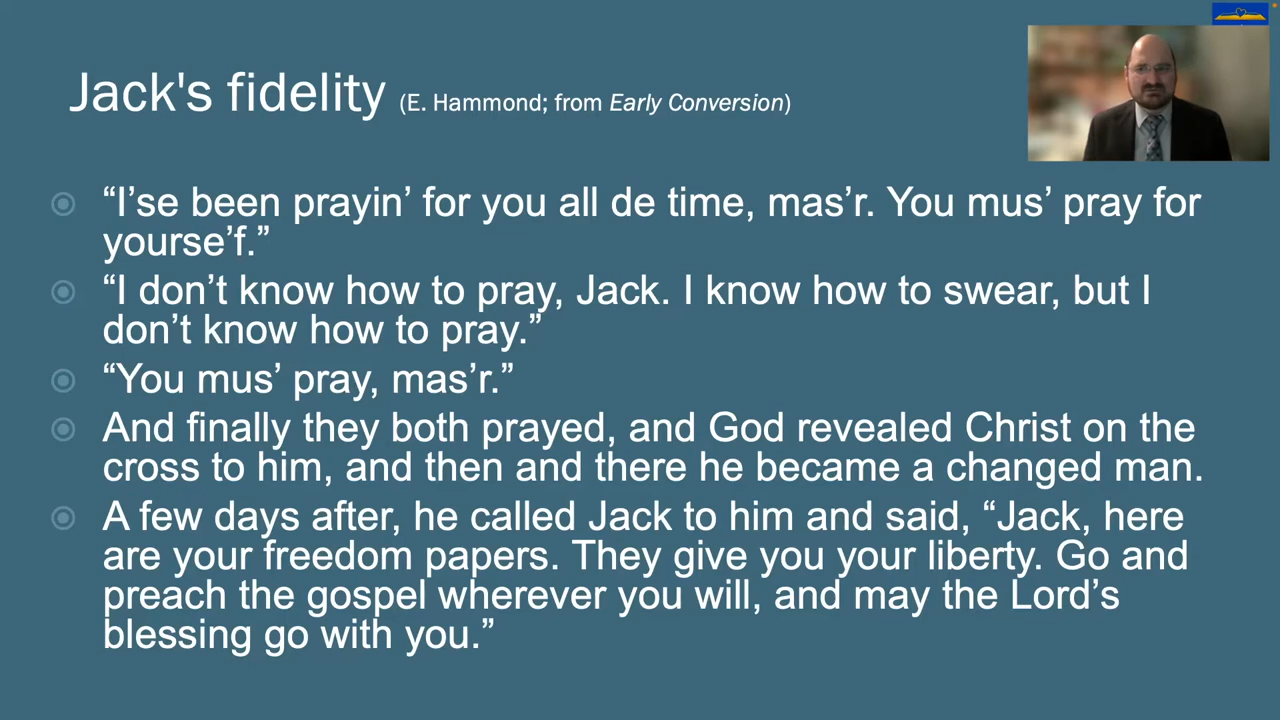 Jack's fidelity (E. Hammond; from Early Conversion)
“I’se been prayin’ for you all de time, mas’r. You mus’ pray for
yourse’f.”
“I don’t know how to pray, Jack. I know how to swear, but I
don’t know how to pray.”
“You mus’ pray, mas’r.”
And finally they both prayed, and God revealed Christ on the
cross to him, and then and there he became a changed man.
A few days after, he called Jack to him and said, “Jack, here
are your freedom papers. They give you your liberty. Go and
preach the gospel wherever you will, and may the Lord’s
blessing go with you.”